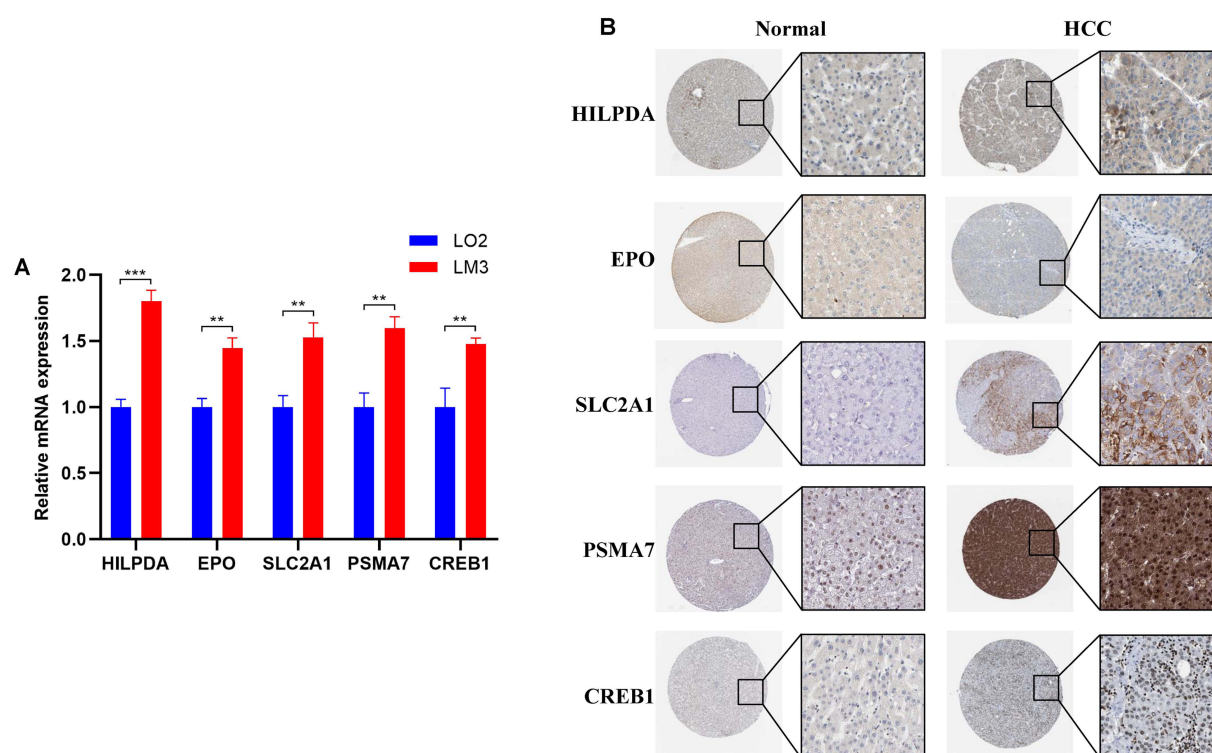 A
LO2
LM3
Relative mRNA expression
2.0
1.5
1.0
0.5
0.0
***
**
**
**
**
HILPDA EPO SLC2A1 PSMA7 CREB1
B
Normal HCC
HILPDA
EPO
SLC2A1
PSMA7
CREB1